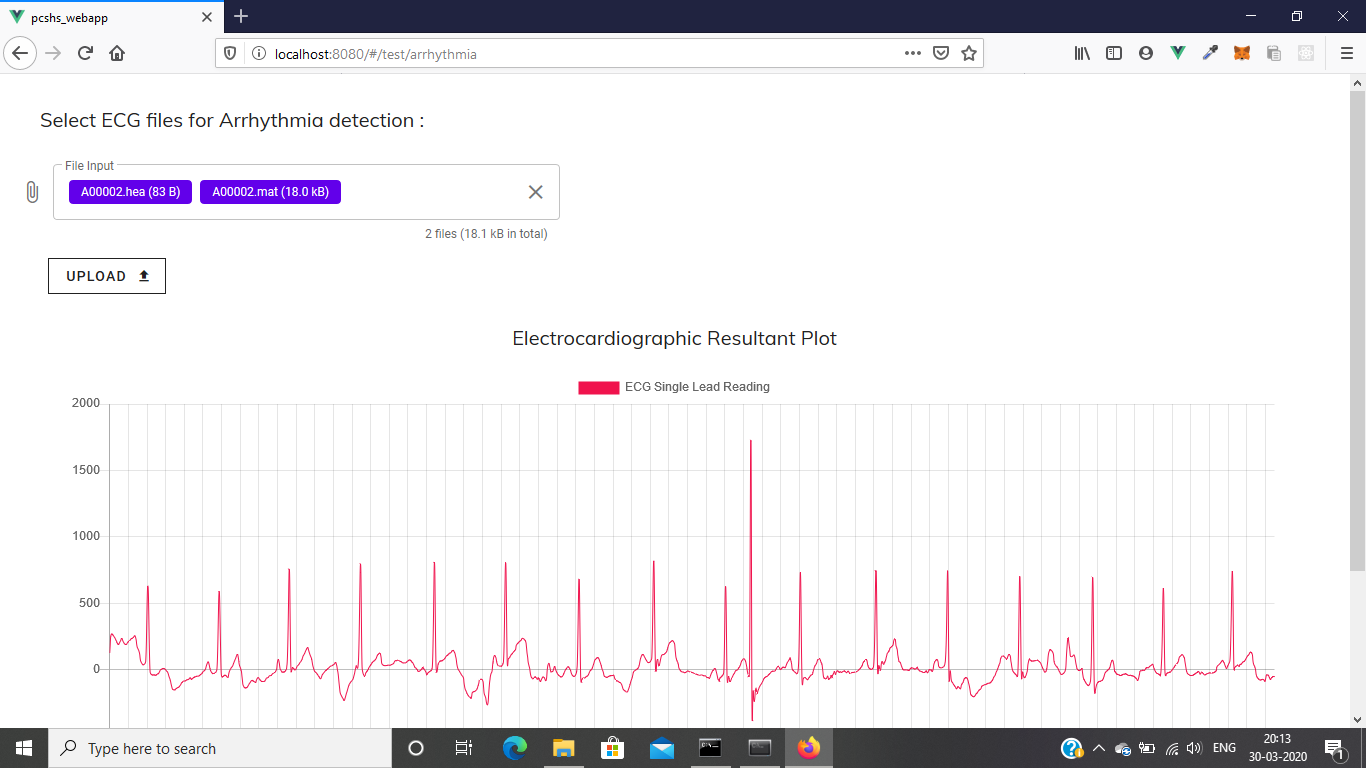 pcshs_webapp
localhost:8080/#/test/arrhythmia
Select ECG files for Arrhythmia detection :
File Input
A00002.hea (83 B) A00002.mat (18.0 kB)
2 files (18.1 kB in total)
UPLOAD
Electrocardiographic Resultant Plot
ECG Single Lead Reading
2000
1500
1000
500
0
Type here to search
ENG
20:13
30-03-2020
1